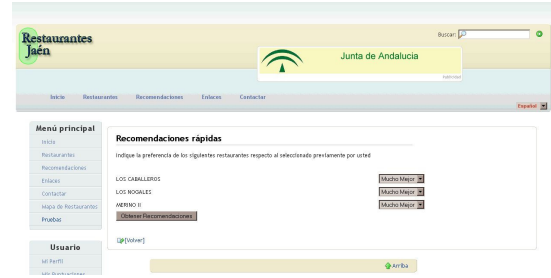 Restaurantes
Jaén
Buscar:
Junta de Andalucia
Publicidad
Inicio Restaurantes Recomendaciones Enlaces Contactar
Español
Menú principal
Inicio
Restaurantes
Recomendaciones
Enlaces
Contactar
Mapa de Restaurantes
Pruebas
Usuario
Mi Perfil
Mis Puntuaciones
Recomendaciones rápidas
Indique la preferencia de los siguientes restaurantes respecto al seleccionado previamente por usted
LOS CABALLEROS Mucho Mejor
LOS NOGALES Mucho Mejor
MERINO II Mucho Mejor
Obtener Recomendaciones
[Volver]
Arriba